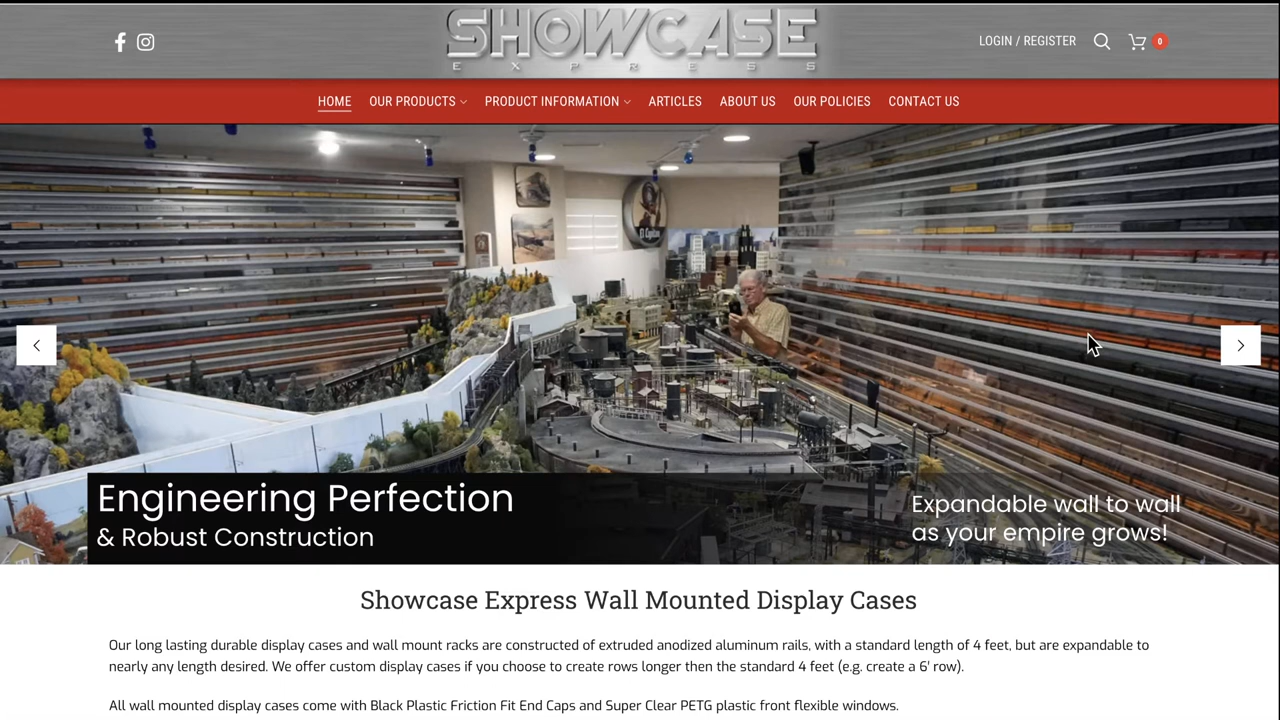 SHOWCASE
EXPRESS
LOGIN / REGISTER
0
HOME
OUR PRODUCTS
PRODUCT INFORMATION
ARTICLES
ABOUT US
OUR POLICIES
CONTACT US
El Capitan
Engineering Perfection
& Robust Construction
Expandable wall to wall
as your empire grows!
Showcase Express Wall Mounted Display Cases
Our long lasting durable display cases and wall mount racks are constructed of extruded anodized aluminum rails, with a standard length of 4 feet, but are expandable to
nearly any length desired. We offer custom display cases if you choose to create rows longer then the standard 4 feet (e.g. create a 6' row).
All wall mounted display cases come with Black Plastic Friction Fit End Caps and Super Clear PETG plastic front flexible windows.